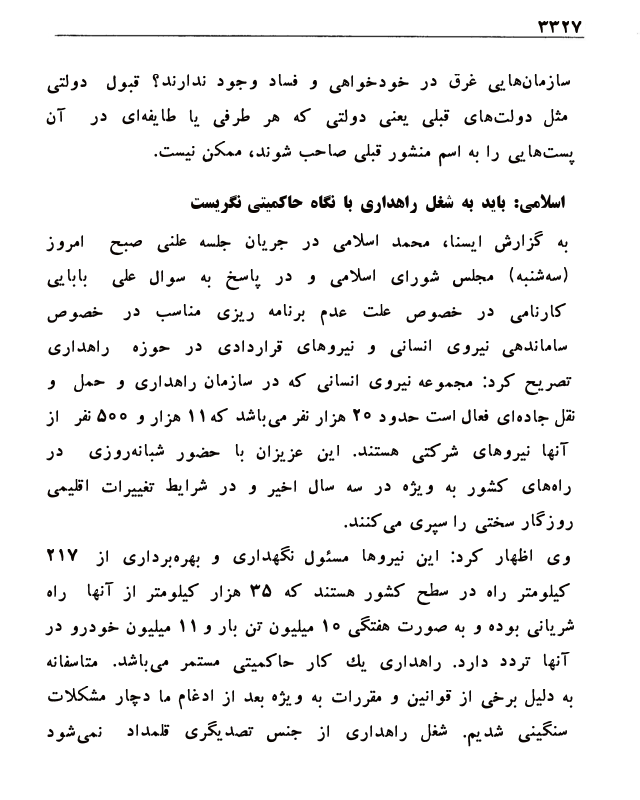 ۳۳۲۷
سازمان‌هایی غرق در خودخواهی و فساد وجود ندارند؟ قبول دولتی
مثل دولت‌های قبلی یعنی دولتی که هر طرفی یا طایفه‌ای در آن
پست‌هایی را به اسم منشور قبلی صاحب شوند، ممکن نیست.
اسلامی: باید به شغل راهداری با نگاه حاکمیتی نگریست
به گزارش ایسنا، محمد اسلامی در جریان جلسه علنی صبح امروز
(سه‌شنبه) مجلس شورای اسلامی و در پاسخ به سوال علی بابایی
کارنامی در خصوص علت عدم برنامه ریزی مناسب در خصوص
ساماندهی نیروی انسانی و نیروهای قراردادی در حوزه راهداری
تصریح کرد: مجموعه نیروی انسانی که در سازمان راهداری و حمل و
نقل جاده‌ای فعال است حدود ۲۰ هزار نفر می‌باشد که ۱۱ هزار و ۵۰۰ نفر از
آنها نیروهای شرکتی هستند. این عزیزان با حضور شبانه‌روزی در
راه‌های کشور به ویژه در سه سال اخیر و در شرایط تغییرات اقلیمی
روزگار سختی را سپری می‌کنند.
وی اظهار کرد: این نیروها مسئول نگهداری و بهره‌برداری از ۲۱۷
کیلومتر راه در سطح کشور هستند که ۳۵ هزار کیلومتر از آنها راه
شریانی بوده و به صورت هفتگی ۱۵ میلیون تن بار و ۱۱ میلیون خودرو در
آنها تردد دارد. راهداری یك کار حاکمیتی مستمر می‌باشد. متاسفانه
به دلیل برخی از قوانین و مقررات به ویژه بعد از ادغام ما دچار مشکلات
سنگینی شدیم. شغل راهداری از جنس تصدیگری قلمداد نمی‌شود